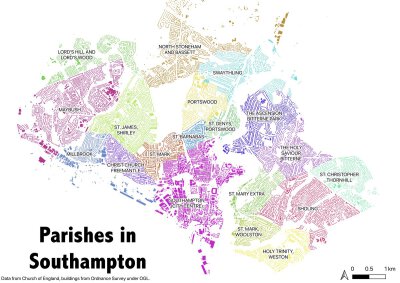 NORTH STONEHAM
AND BASSETT
LORD'S HILL AND
LORD'S WOOD
SWAYTHLING
MAYBUSH
PORTSWOOD
THE ASCENSION
BITTERNE PARK
ST. JAMES,
SHIRLEY
ST. DENYS,
PORTSWOOD
ST. BARNABAS
THE HOLY
SAVIOUR,
BITTERNE
MILLBROOK
ST. MARK
CHRIST CHURCH
FREEMANTLE
ST. CHRISTOPHER
THORNHILL
ST. MARY EXTRA
SOUTHAMPTON
CITY CENTRE
SHOLING
ST. MARK,
WOOLSTON
HOLY TRINITY,
WESTON
Parishes in
Southampton
Data from Church of England, buildings from Ordnance Survey under OGL.
0 0.5 1 km